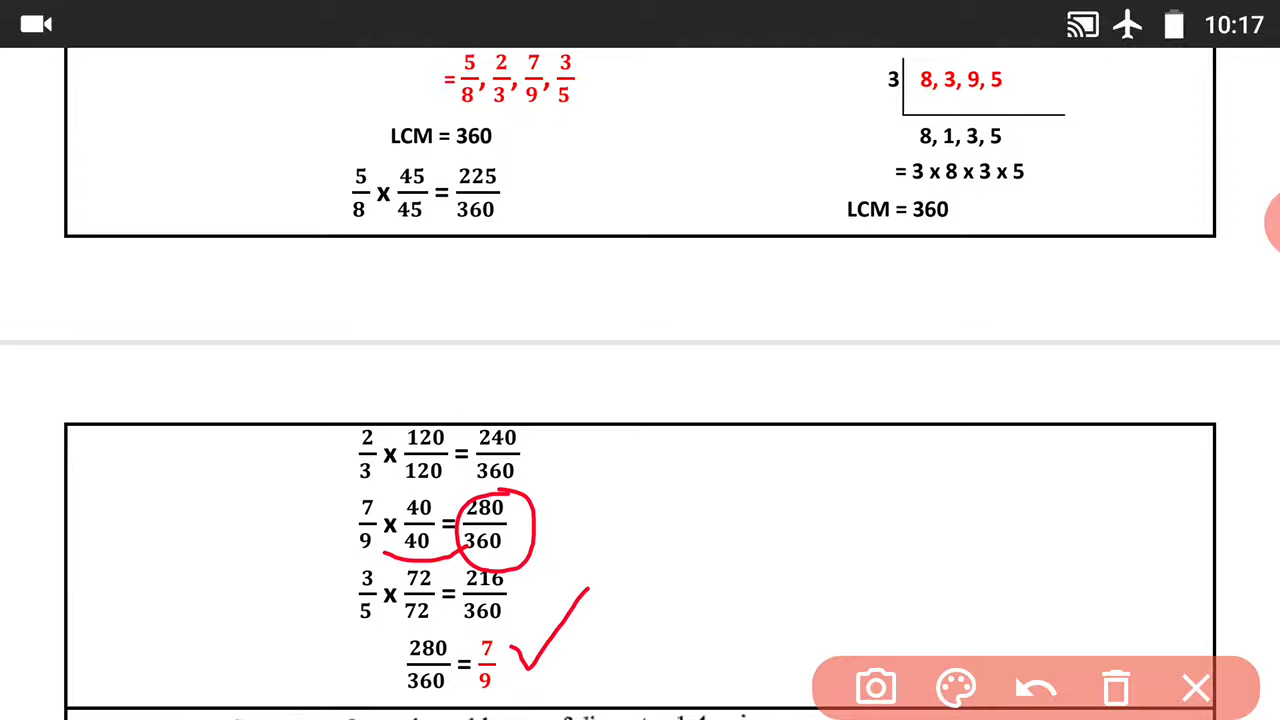 10:17
= 5/8, 2/3, 7/9, 3/5
LCM = 360
5/8 x 45/45 = 225/360
3 8, 3, 9, 5
8, 1, 3, 5
= 3 x 8 x 3 x 5
LCM = 360
2/3 x 120/120 = 240/360
7/9 x 40/40 = 280/360
3/5 x 72/72 = 216/360
280/360 = 7/9